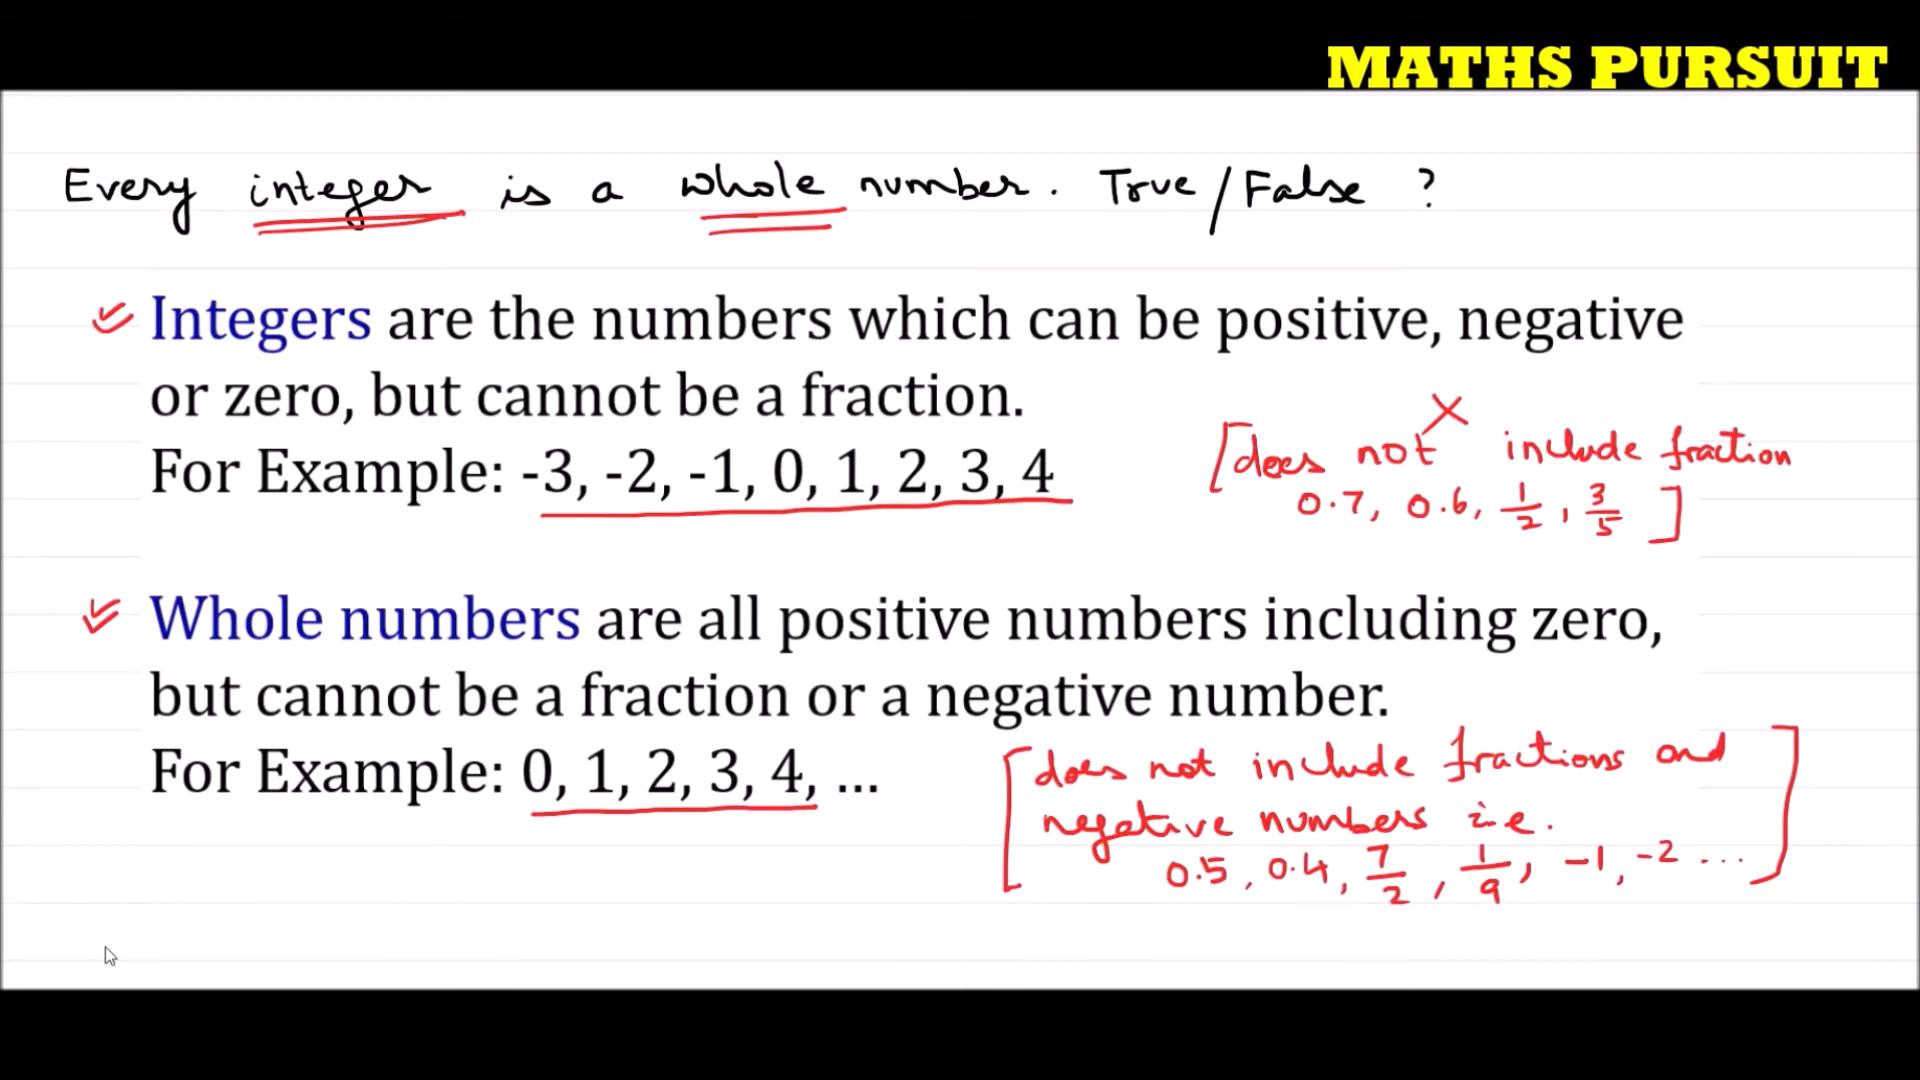 MATHS PURSUIT
Every integer is a whole number. True/False ?
Integers are the numbers which can be positive, negative
or zero, but cannot be a fraction.
For Example: -3, -2, -1, 0, 1, 2, 3, 4
[does not include fraction
0.7, 0.6, 1/2, 3/5 ]
Whole numbers are all positive numbers including zero,
but cannot be a fraction or a negative number.
For Example: 0, 1, 2, 3, 4, ...
[does not include fractions and
negative numbers i.e.
0.5, 0.4, 7/2, 1/9, -1, -2 ... ]